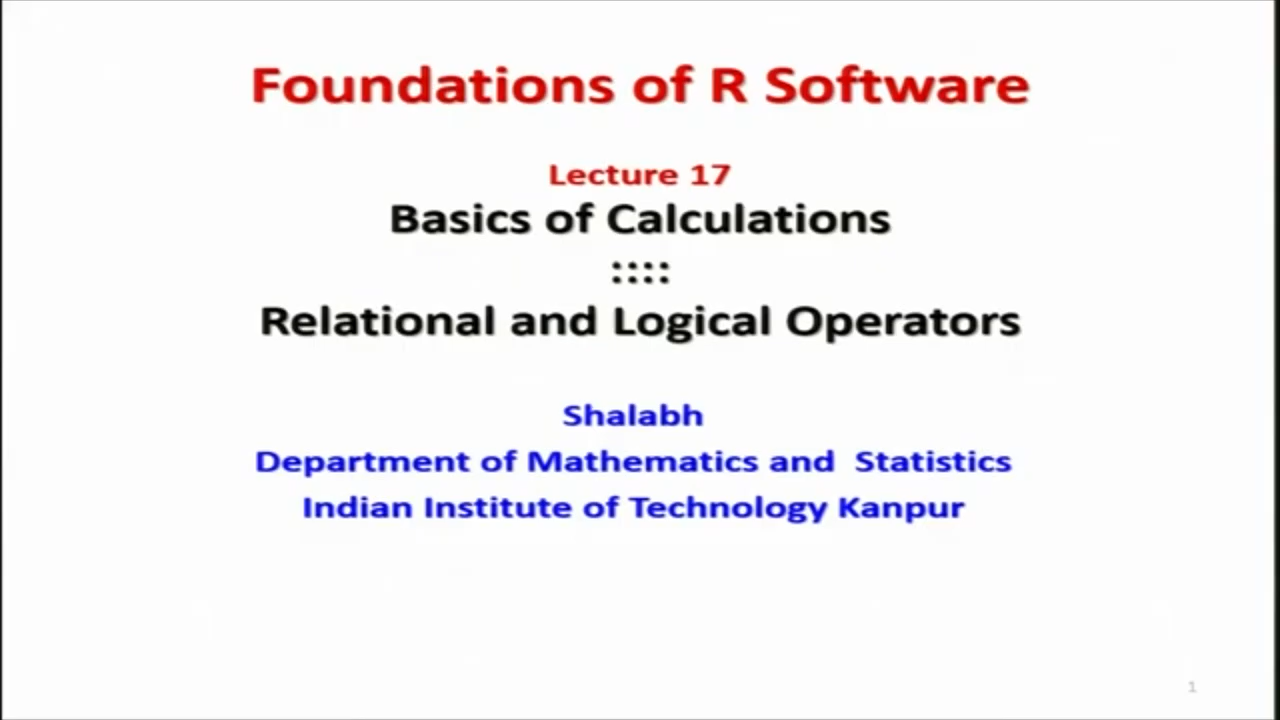 Foundations of R Software
Lecture 17
Basics of Calculations
::::
Relational and Logical Operators
Shalabh
Department of Mathematics and Statistics
Indian Institute of Technology Kanpur
1